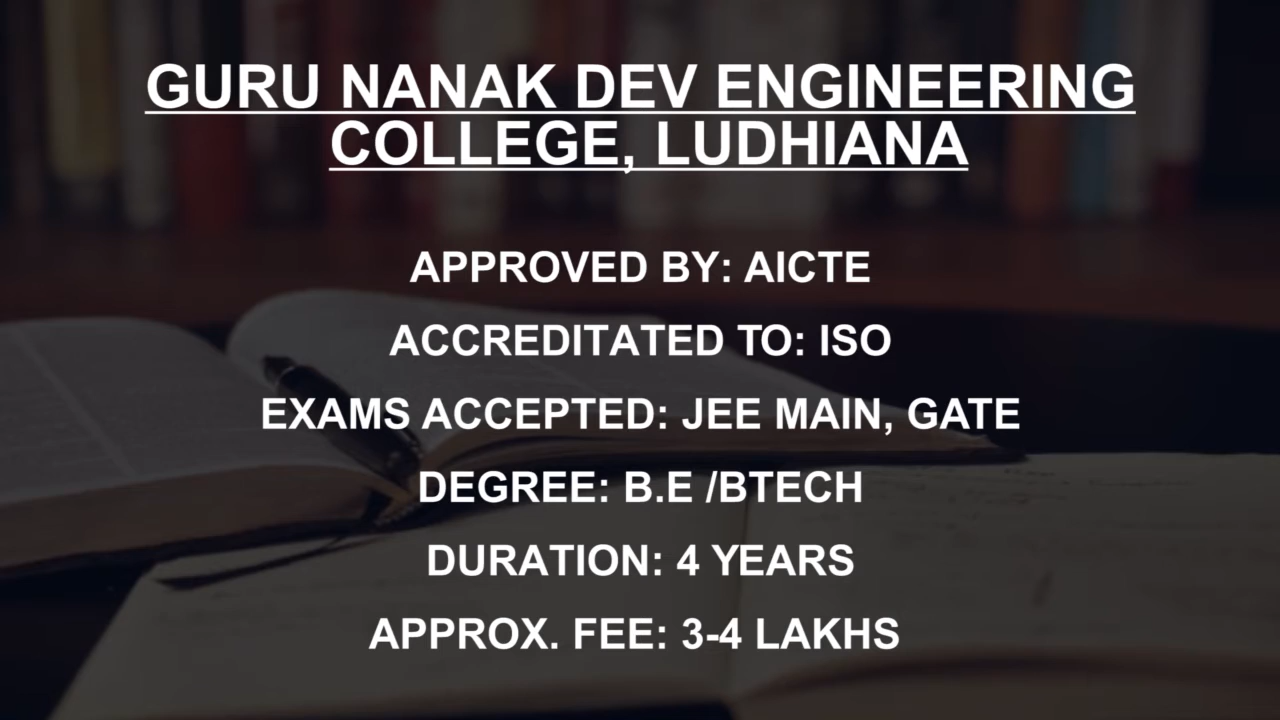 GURU NANAK DEV ENGINEERING
COLLEGE, LUDHIANA
APPROVED BY: AICTE
ACCREDITATED TO: ISO
EXAMS ACCEPTED: JEE MAIN, GATE
DEGREE: B.E /BTECH
DURATION: 4 YEARS
APPROX. FEE: 3-4 LAKHS